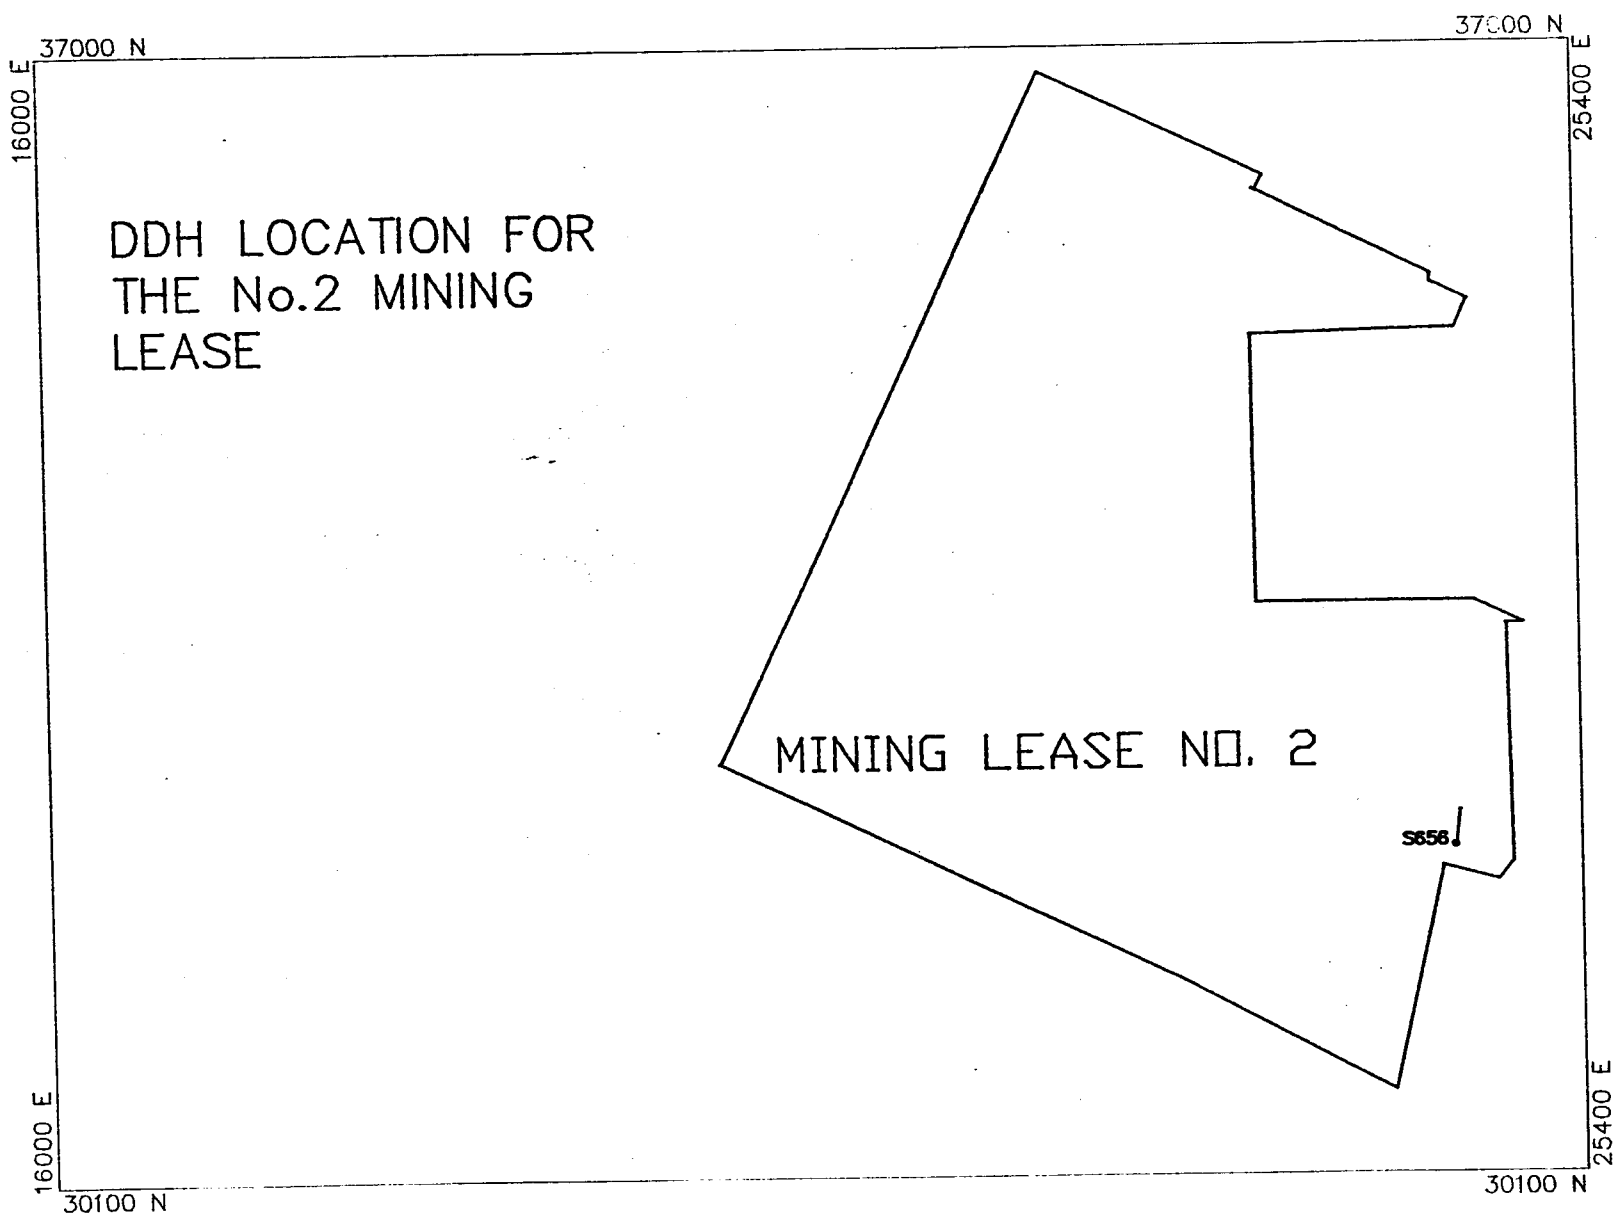 37000 N
37000 N
16000 E
25400 E
DDH LOCATION FOR
THE No.2 MINING
LEASE
MINING LEASE NO. 2
S656
16000 E
25400 E
30100 N
30100 N